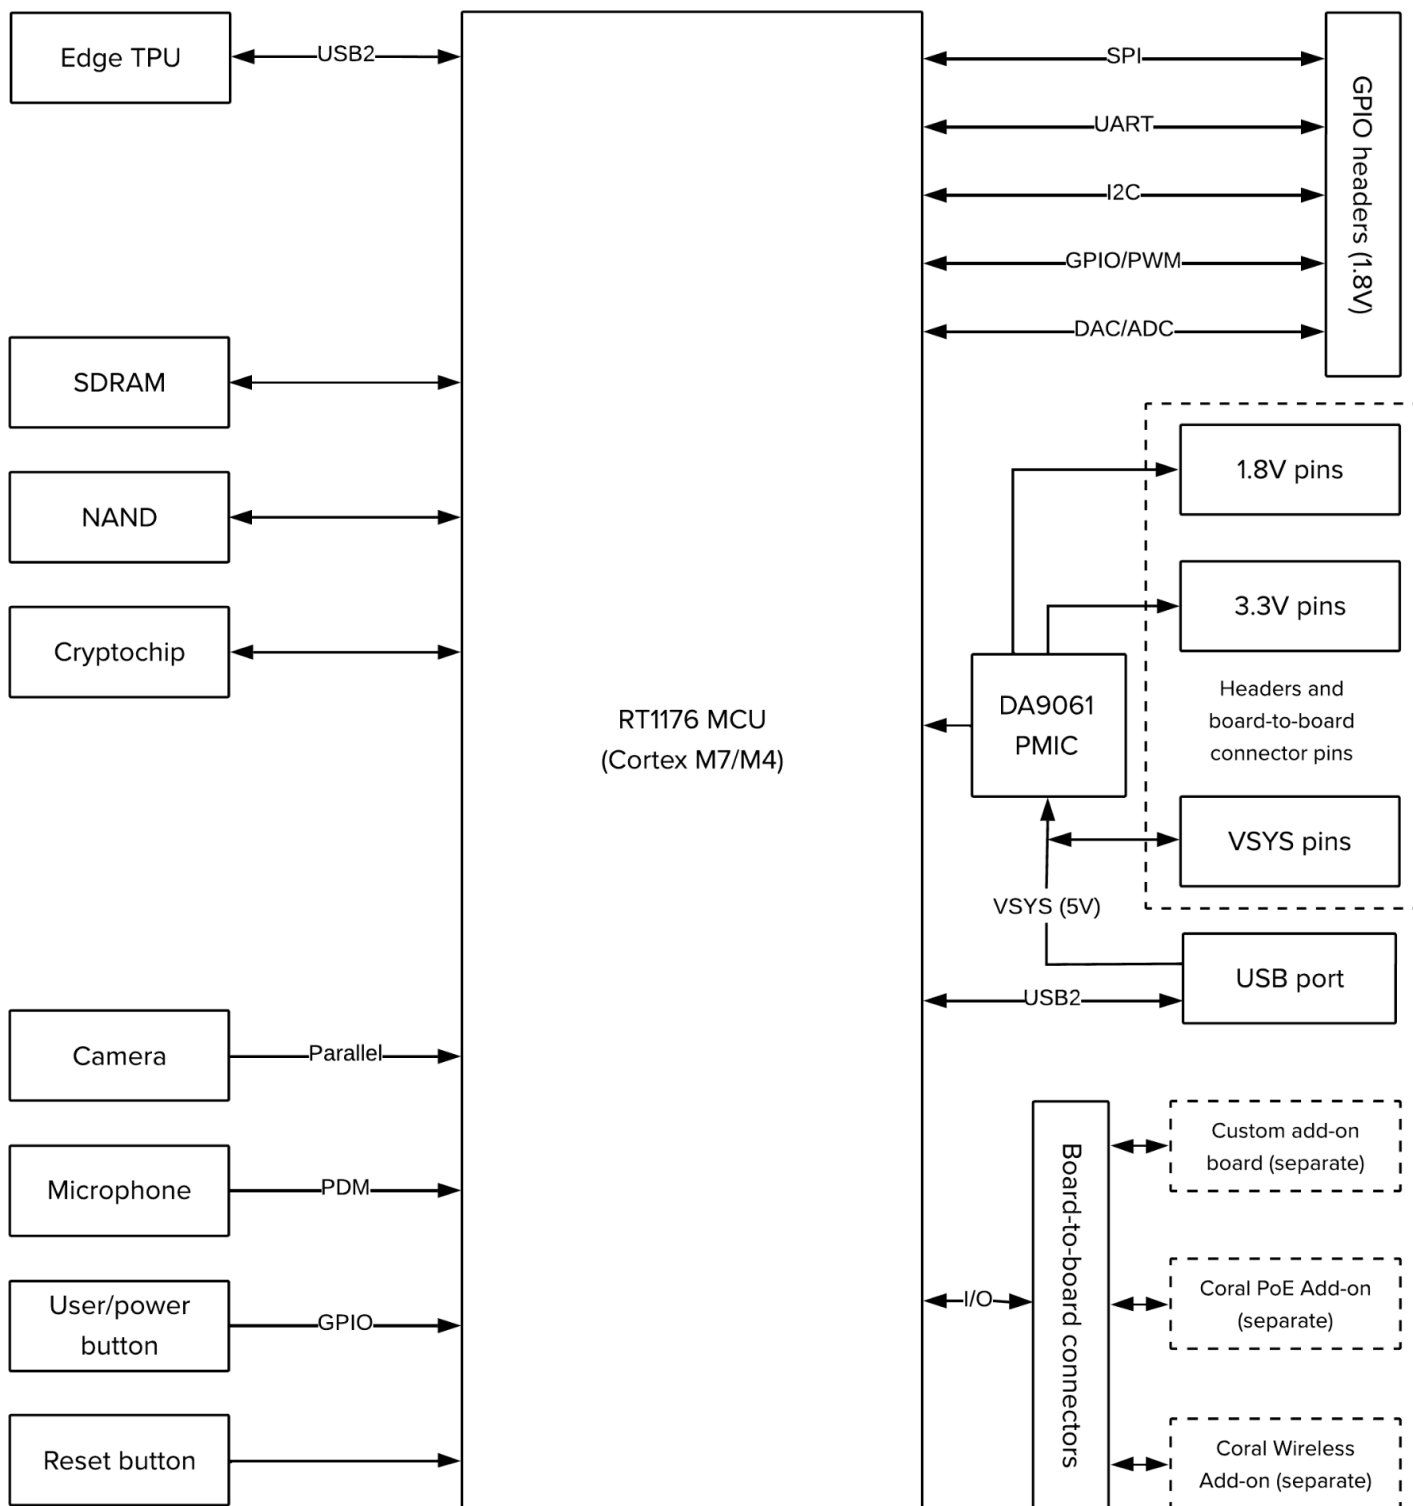 Edge TPU
USB2
SDRAM
NAND
Cryptochip
Camera
Parallel
Microphone
PDM
User/power
button
GPIO
Reset button
RT1176 MCU
(Cortex M7/M4)
SPI
UART
I2C
GPIO/PWM
DAC/ADC
GPIO headers (1.8V)
1.8V pins
3.3V pins
Headers and
board-to-board
connector pins
DA9061
PMIC
VSYS pins
VSYS (5V)
USB port
USB2
I/O
Board-to-board connectors
Custom add-on
board (separate)
Coral PoE Add-on
(separate)
Coral Wireless
Add-on (separate)